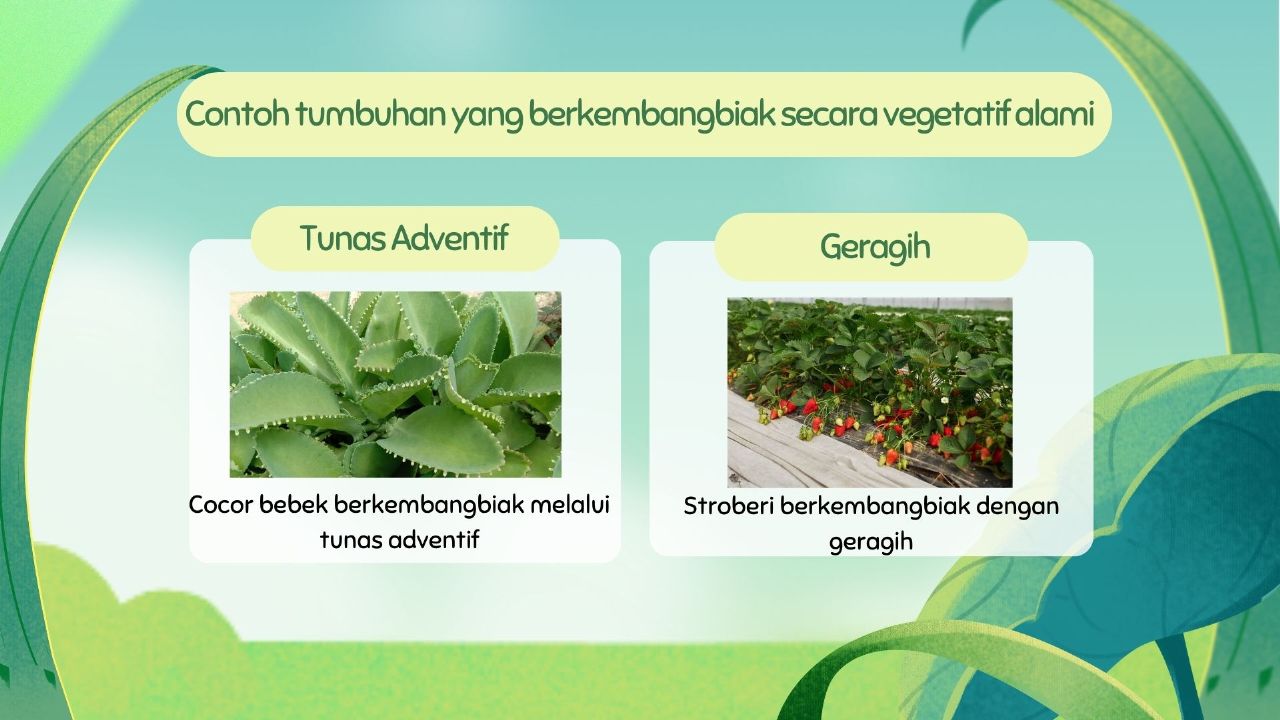 Contoh tumbuhan yang berkembangbiak secara vegetatif alami
Tunas Adventif
Cocor bebek berkembangbiak melalui
tunas adventif
Geragih
Stroberi berkembangbiak dengan
geragih